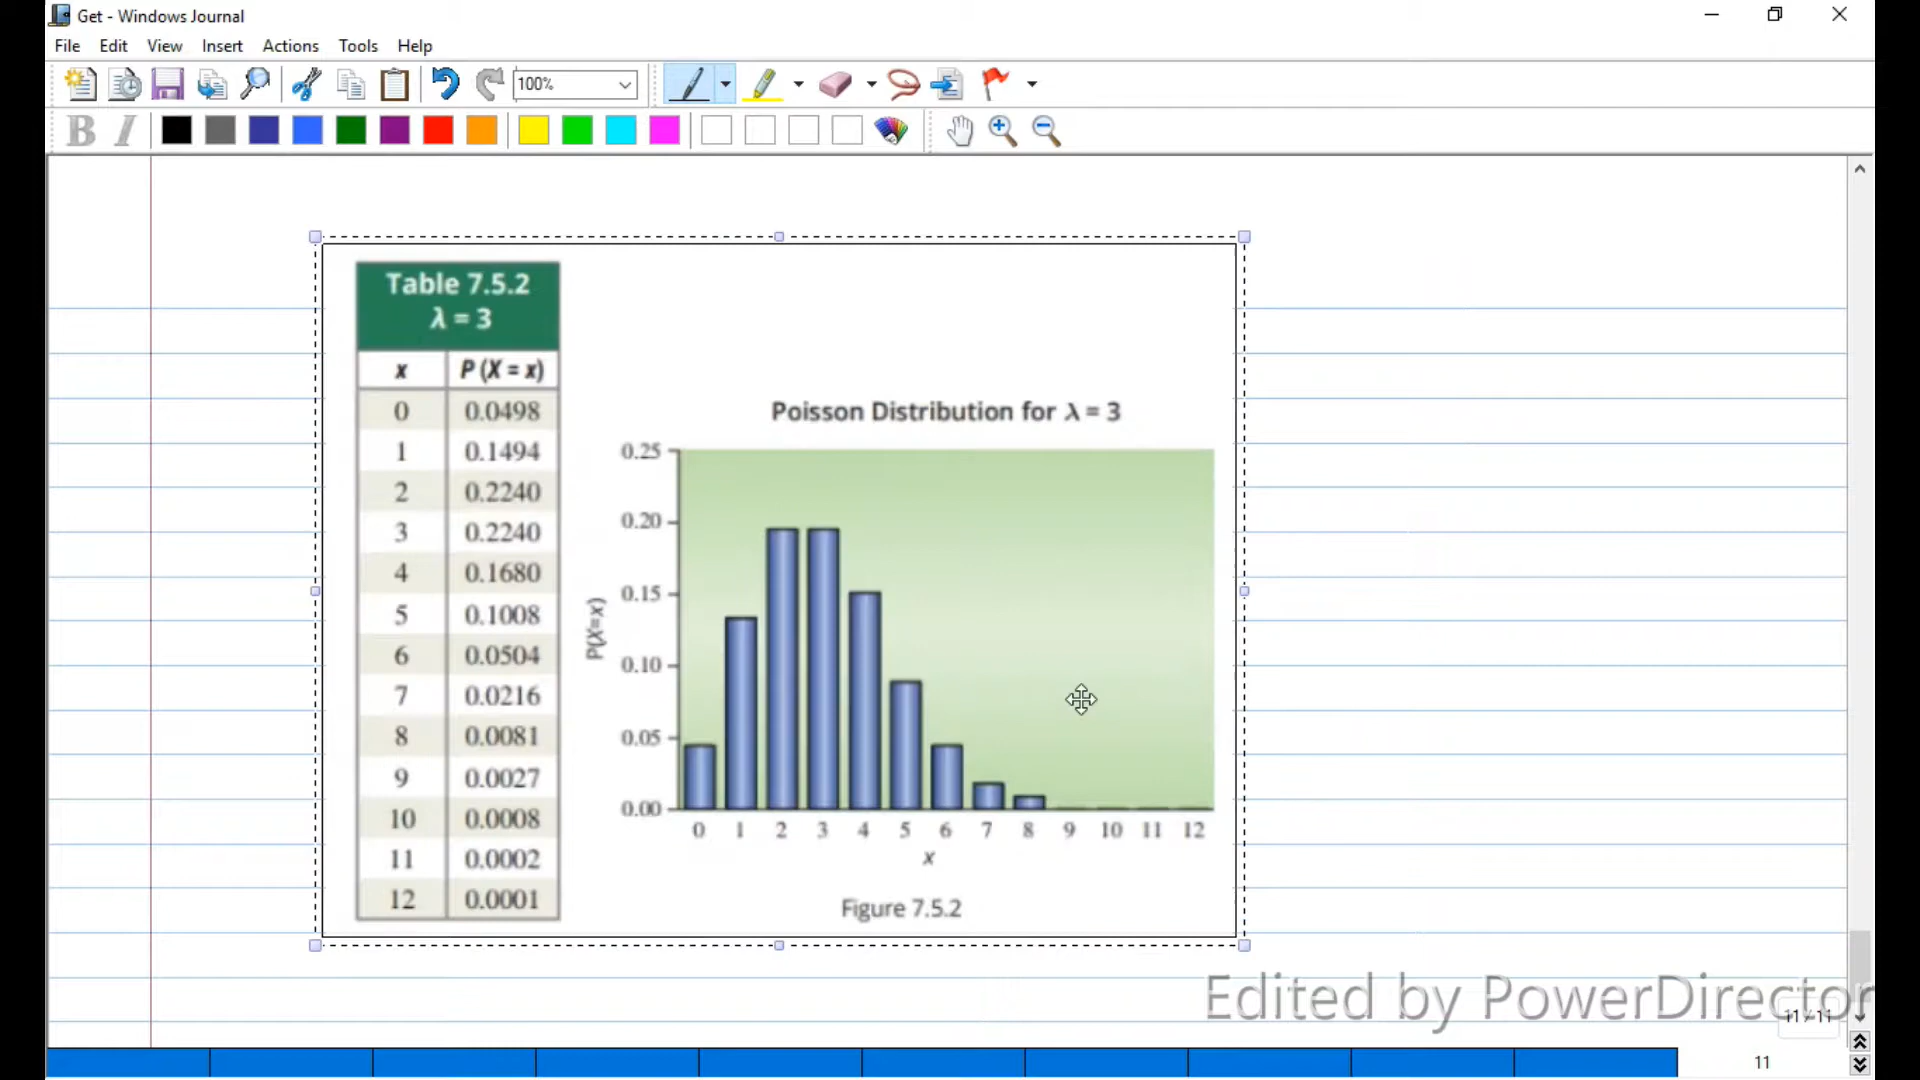 Get - Windows Journal
File Edit View Insert Actions Tools Help
100%
B I
Table 7.5.2
λ = 3
x P (X = x)
0 0.0498
1 0.1494
2 0.2240
3 0.2240
4 0.1680
5 0.1008
6 0.0504
7 0.0216
8 0.0081
9 0.0027
10 0.0008
11 0.0002
12 0.0001
Poisson Distribution for λ = 3
0.25
0.20
0.15
0.10
0.05
0.00
P(X=x)
0 1 2 3 4 5 6 7 8 9 10 11 12
x
Figure 7.5.2
Edited by PowerDirector
11 / 11
11